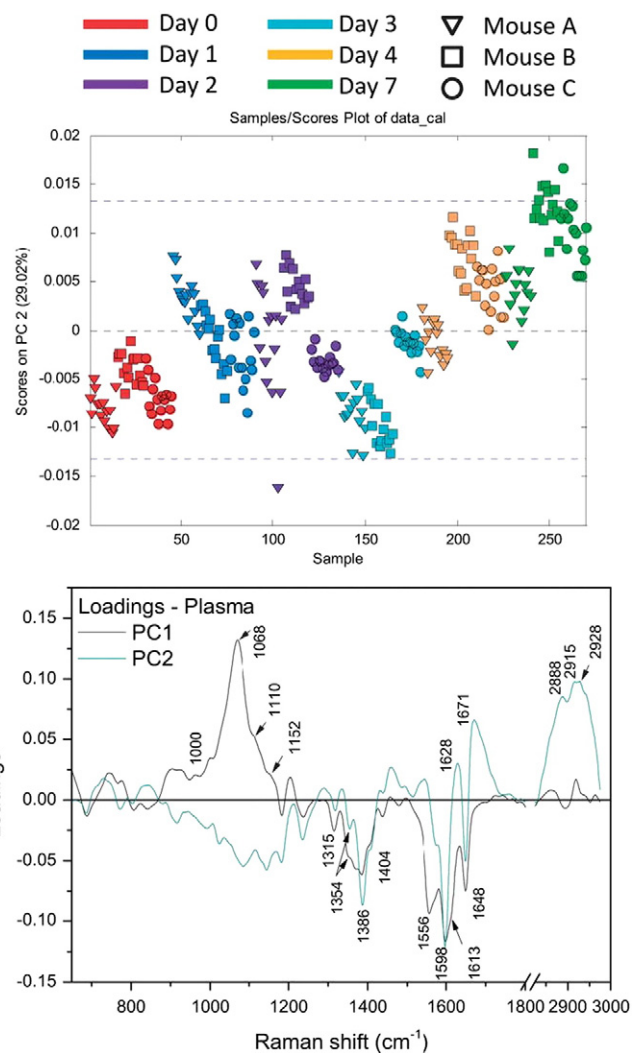 Day 0 Day 3 Mouse A
Day 1 Day 4 Mouse B
Day 2 Day 7 Mouse C
Samples/Scores Plot of data_cal
Scores on PC 2 (29.02%)
0.02
0.015
0.01
0.005
0
-0.005
-0.01
-0.015
-0.02
50 100 150 200 250
Sample
Loadings - Plasma
PC1
PC2
0.15
0.10
0.05
0.00
-0.05
-0.10
-0.15
1000
1068
1110
1152
1315
1354
1386
1404
1556
1598
1613
1628
1648
1671
2888
2915
2928
800 1000 1200 1400 1600 1800 2900 3000
Raman shift (cm⁻¹)